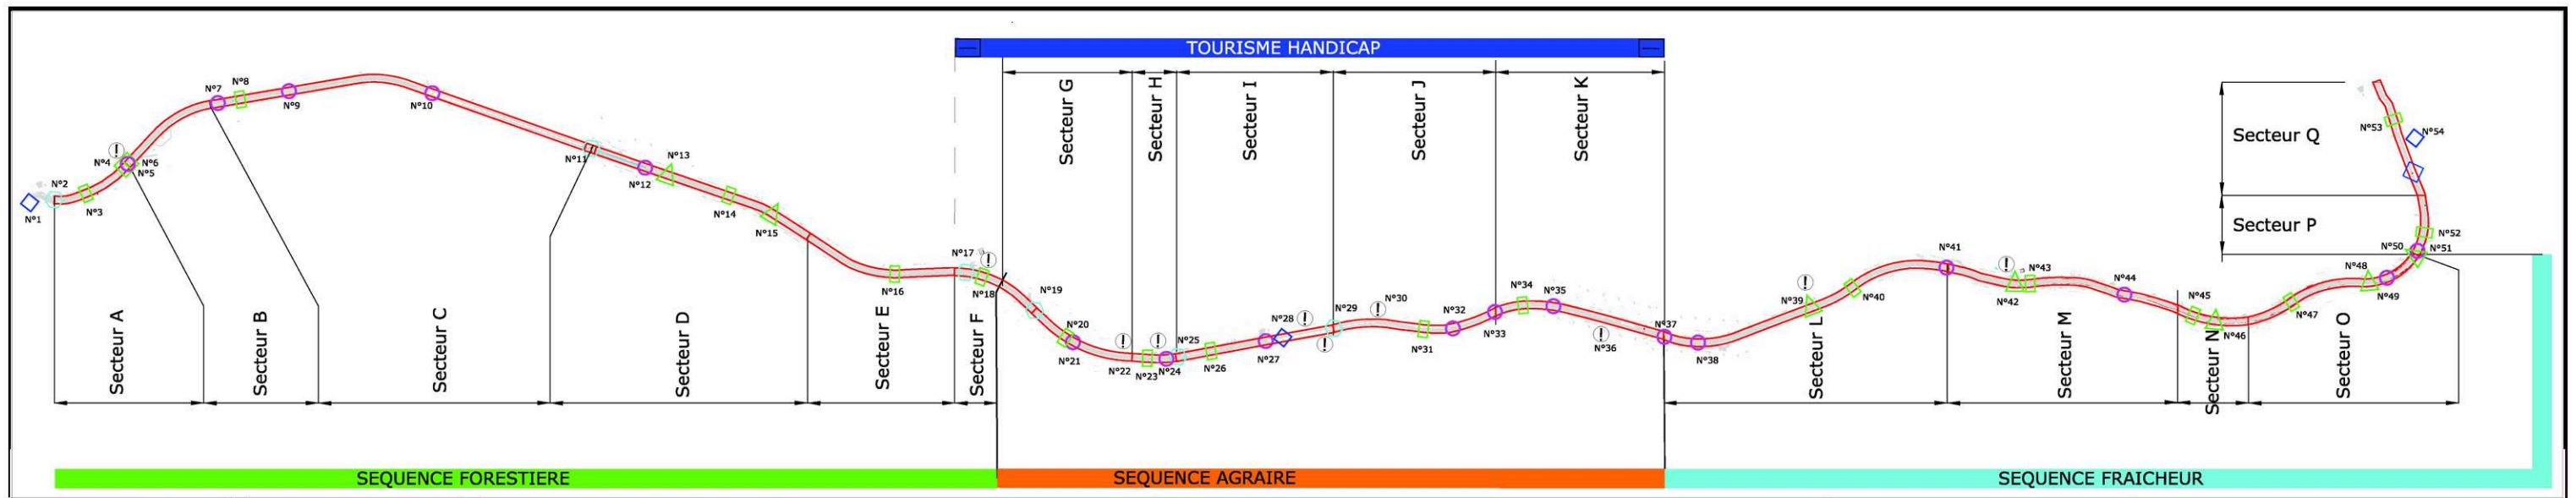 TOURISME HANDICAP
N°1
N°2
N°3
N°4
N°5
N°6
N°7
N°8
N°9
N°10
N°11
N°12
N°13
N°14
N°15
N°16
N°17
N°18
N°19
N°20
N°21
N°22
N°23
N°24
N°25
N°26
N°27
N°28
N°29
N°30
N°31
N°32
N°33
N°34
N°35
N°36
N°37
N°38
N°39
N°40
N°41
N°42
N°43
N°44
N°45
N°46
N°47
N°48
N°49
N°50
N°51
N°52
N°53
N°54
Secteur A
Secteur B
Secteur C
Secteur D
Secteur E
Secteur F
Secteur G
Secteur H
Secteur I
Secteur J
Secteur K
Secteur L
Secteur M
Secteur N
Secteur O
Secteur P
Secteur Q
SEQUENCE FORESTIERE
SEQUENCE AGRAIRE
SEQUENCE FRAICHEUR